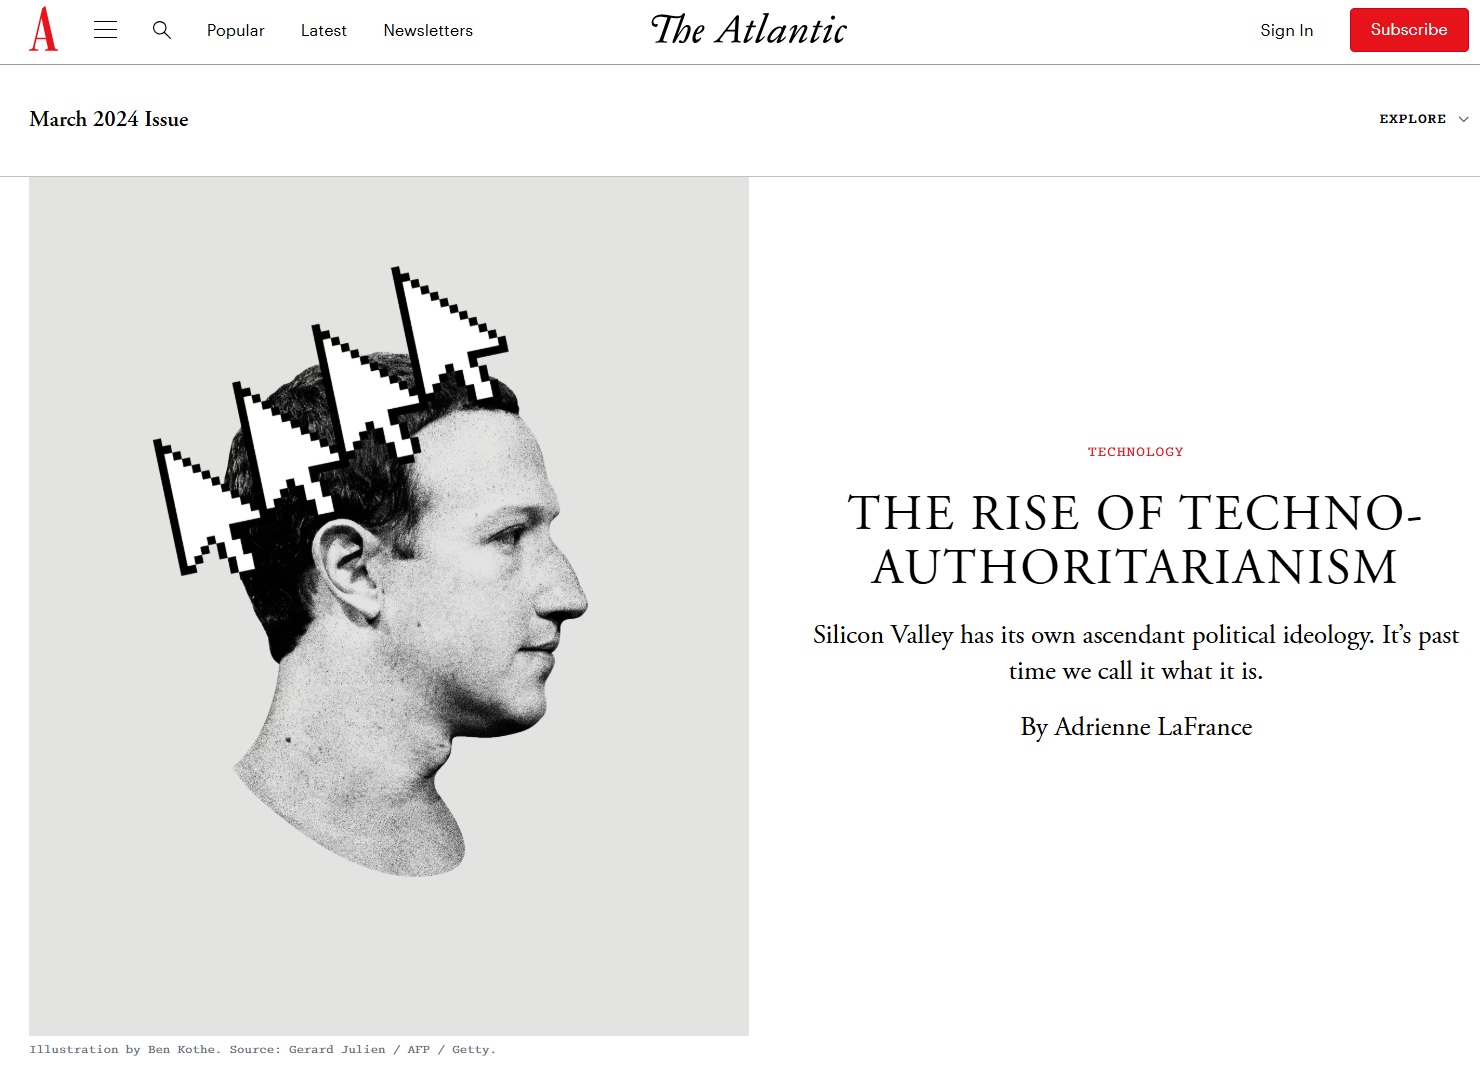 A
Popular
Latest
Newsletters
The Atlantic
Sign In
Subscribe
March 2024 Issue
EXPLORE
TECHNOLOGY
THE RISE OF TECHNO-
AUTHORITARIANISM
Silicon Valley has its own ascendant political ideology. It’s past
time we call it what it is.
By Adrienne LaFrance
Illustration by Ben Kothe. Source: Gerard Julien / AFP / Getty.